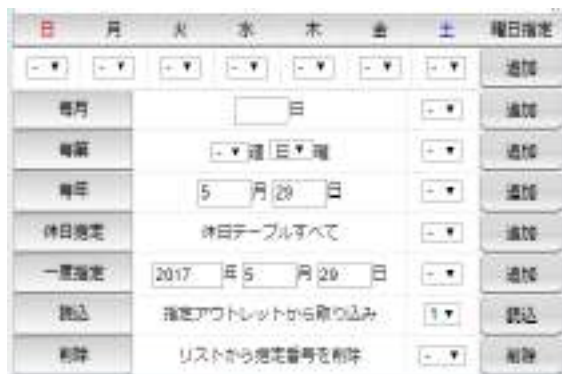 日 月 火 水 木 金 土 曜日指定
- - - - - - - 追加
毎月 日 - 追加
毎第 - 週 日 曜 - 追加
毎年 5 月 29 日 - 追加
休日指定 休日テーブルすべて - 追加
一度指定 2017 年 5 月 29 日 - 追加
読込 指定アウトレットから取り込み 1 読込
削除 リストから指定番号を削除 - 削除